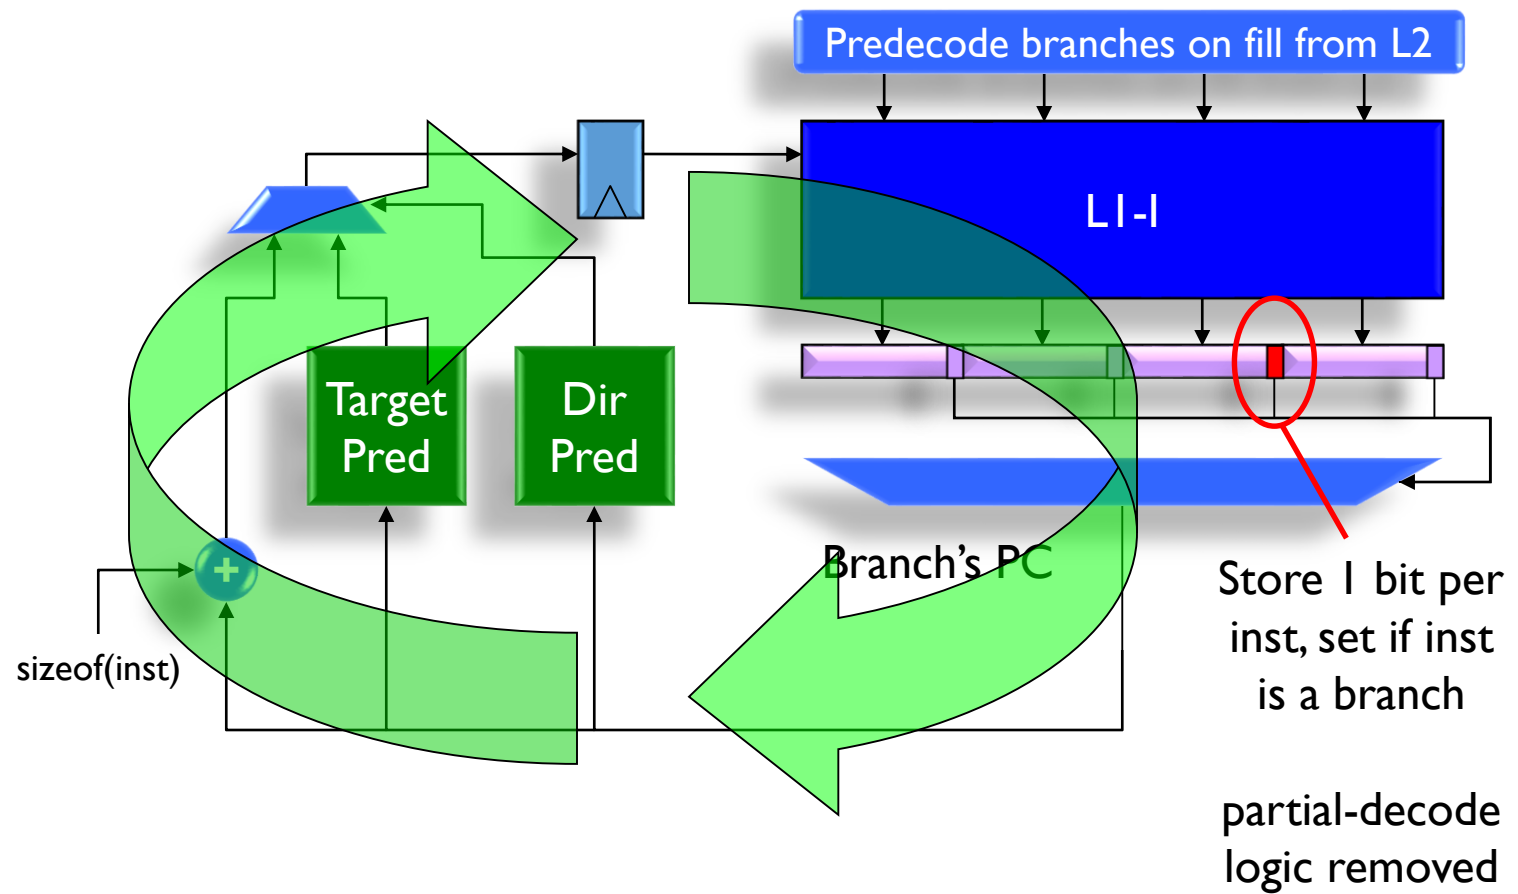 Predecode branches on fill from L2
L1-I
Target
Pred
Dir
Pred
+
Branch's PC
sizeof(inst)
Store 1 bit per
inst, set if inst
is a branch
partial-decode
logic removed